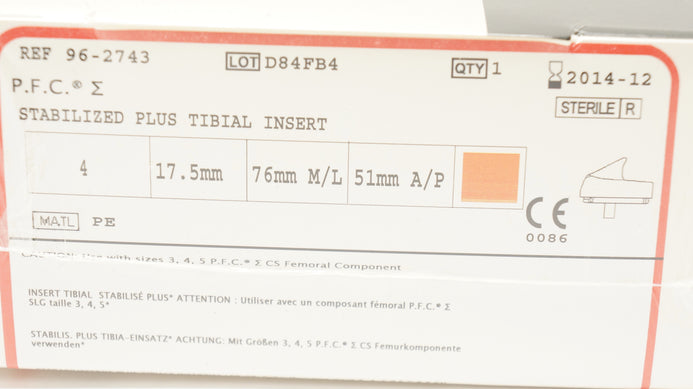 REF 96-2743 LOT D84FB4 QTY 1 2014-12
P.F.C.® Σ
STERILE R
STABILIZED PLUS TIBIAL INSERT
4 17.5mm 76mm M/L 51mm A/P
MATL PE
CE
0086
CAUTION: Use with sizes 3, 4, 5 P.F.C.® Σ CS Femoral Component
INSERT TIBIAL STABILISÉ PLUS* ATTENTION : Utiliser avec un composant fémoral P.F.C.® Σ
SLG taille 3, 4, 5*
STABILIS. PLUS TIBIA-EINSATZ* ACHTUNG: Mit Größen 3, 4, 5 P.F.C.® Σ CS Femurkomponente
verwenden*